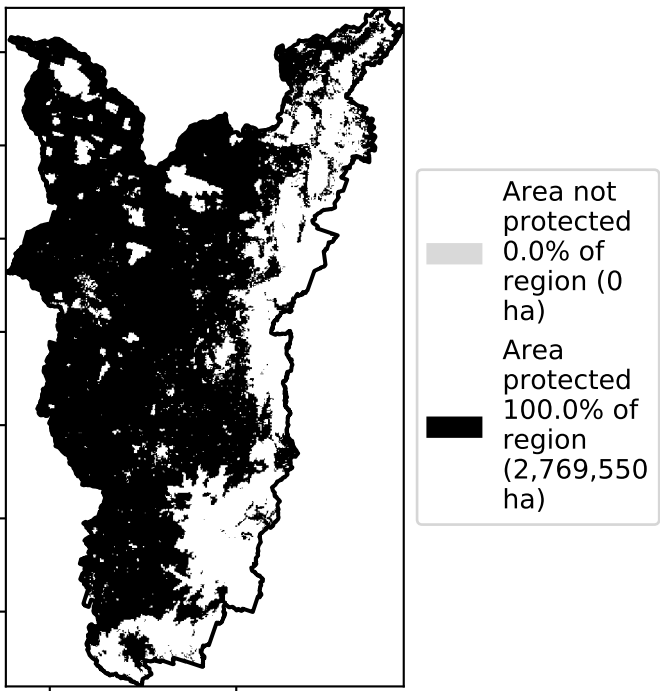 Area not
protected
0.0% of
region (0
ha)
Area
protected
100.0% of
region
(2,769,550
ha)